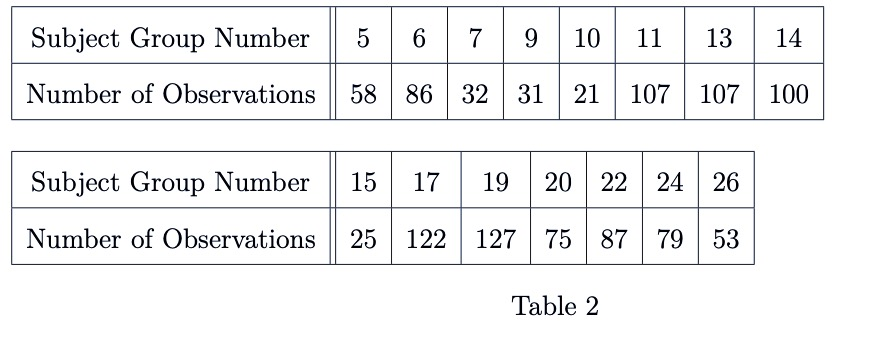 Subject Group Number 5 6 7 9 10 11 13 14
Number of Observations 58 86 32 31 21 107 107 100
Subject Group Number 15 17 19 20 22 24 26
Number of Observations 25 122 127 75 87 79 53
Table 2